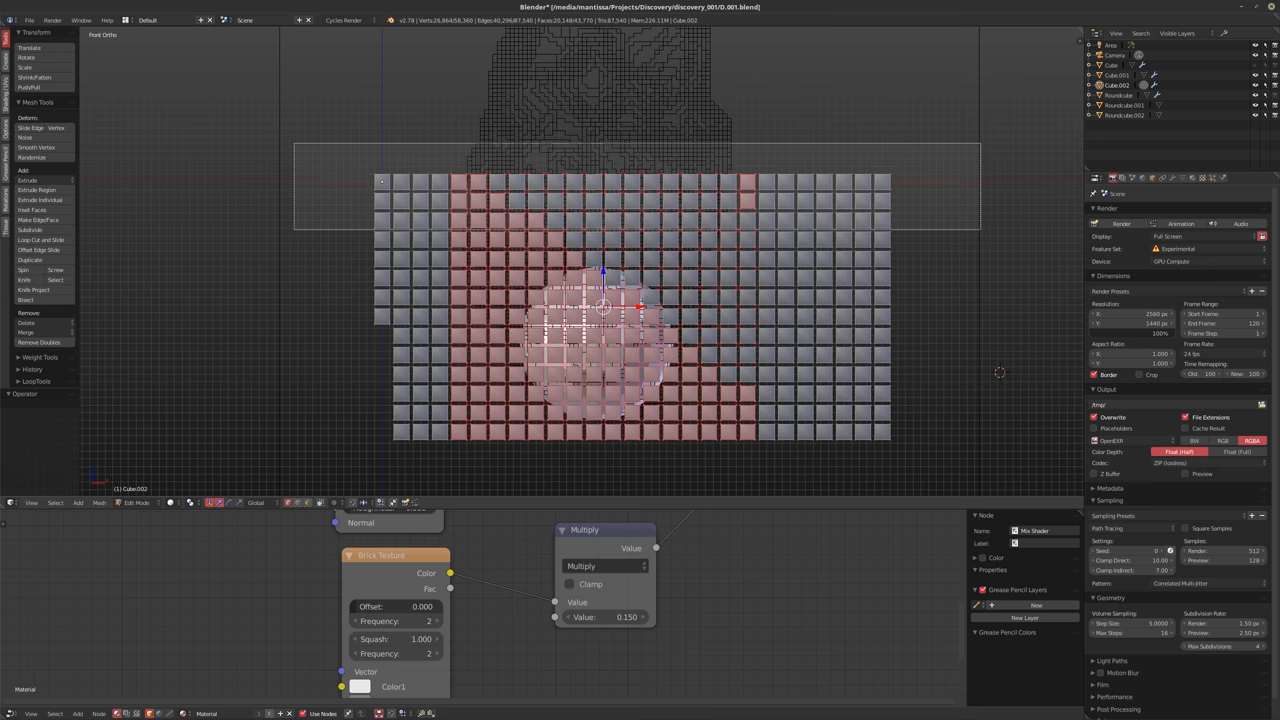 Blender* [/media/mantissa/Projects/Discovery/discovery_001/D.001.blend]
File Render Window Help Default Scene Cycles Render v2.78 | Verts:26,864/58,360 | Edges:40,296/87,540 | Faces:20,148/43,770 | Tris:87,540 | Mem:226.11M | Cube.002
Transform
Translate
Rotate
Scale
Shrink/Fatten
Push/Pull
Mesh Tools
Deform:
Slide Edge Vertex
Noise
Smooth Vertex
Randomize
Add:
Extrude
Extrude Region
Extrude Individual
Inset Faces
Make Edge/Face
Subdivide
Loop Cut and Slide
Offset Edge Slide
Duplicate
Spin Screw
Knife Select
Knife Project
Bisect
Remove:
Delete
Merge
Remove Doubles
Weight Tools
History
LoopTools
Operator
Tools
Create
Shading / UVs
Options
Grease Pencil
Relations
Tissue
Front Ortho
(1) Cube.002
View Select Add Mesh Edit Mode Global
Normal
Brick Texture
Color
Fac
Offset: 0.000
Frequency: 2
Squash: 1.000
Frequency: 2
Vector
Color1
Multiply
Value
Multiply
Clamp
Value
Value: 0.150
Material
View Select Add Node Material Use Nodes
Node
Name: Mix Shader
Label:
Color
Properties
Grease Pencil Layers
New
New Layer
Grease Pencil Colors
View Search Visible Layers
Area
Camera
Cube
Cube.001
Cube.002
Roundcube
Roundcube.001
Roundcube.002
Scene
Render
Render Animation Audio
Display: Full Screen
Feature Set: Experimental
Device: GPU Compute
Dimensions
Render Presets
Resolution: Frame Range:
X: 2560 px Start Frame: 1
Y: 1440 px End Frame: 120
100% Frame Step: 1
Aspect Ratio: Frame Rate:
X: 1.000 24 fps
Y: 1.000 Time Remapping:
Border Crop Old: 100 New: 100
Output
/tmp/
Overwrite File Extensions
Placeholders Cache Result
OpenEXR BW RGB RGBA
Color Depth: Float (Half) Float (Full)
Codec: ZIP (lossless)
Z Buffer Preview
Metadata
Sampling
Sampling Presets
Path Tracing Square Samples
Settings: Samples:
Seed: 0 Render: 512
Clamp Direct: 10.00 Preview: 128
Clamp Indirect: 7.00
Pattern: Correlated Multi-Jitter
Geometry
Volume Sampling: Subdivision Rate:
Step Size: 5.0000 Render: 1.50 px
Max Steps: 16 Preview: 2.50 px
Max Subdivisions: 4
Light Paths
Motion Blur
Film
Performance
Post Processing